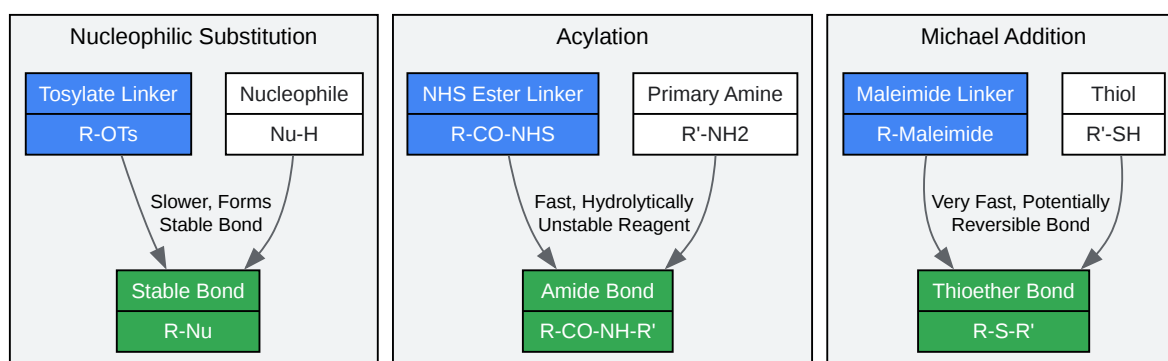 Nucleophilic Substitution
Tosylate Linker
R-OTs
Nucleophile
Nu-H
Slower, Forms
Stable Bond
Stable Bond
R-Nu
Acylation
NHS Ester Linker
R-CO-NHS
Primary Amine
R'-NH2
Fast, Hydrolytically
Unstable Reagent
Amide Bond
R-CO-NH-R'
Michael Addition
Maleimide Linker
R-Maleimide
Thiol
R'-SH
Very Fast, Potentially
Reversible Bond
Thioether Bond
R-S-R'